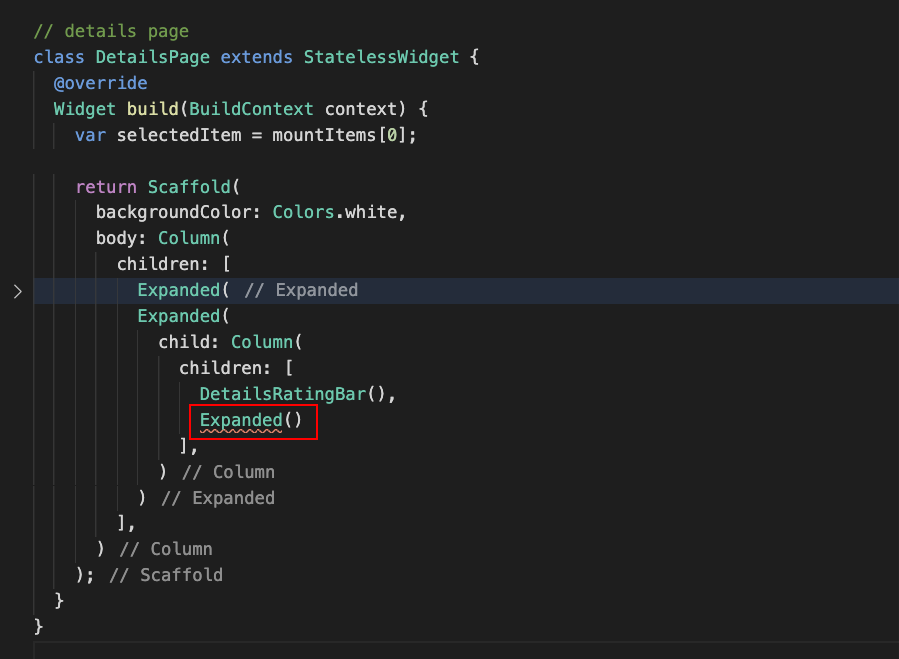 // details page
class DetailsPage extends StatelessWidget {
@override
Widget build(BuildContext context) {
var selectedItem = mountItems[0];
return Scaffold(
backgroundColor: Colors.white,
body: Column(
children: [
Expanded( // Expanded
Expanded(
child: Column(
children: [
DetailsRatingBar(),
Expanded()
],
) // Column
) // Expanded
],
) // Column
); // Scaffold
}
}